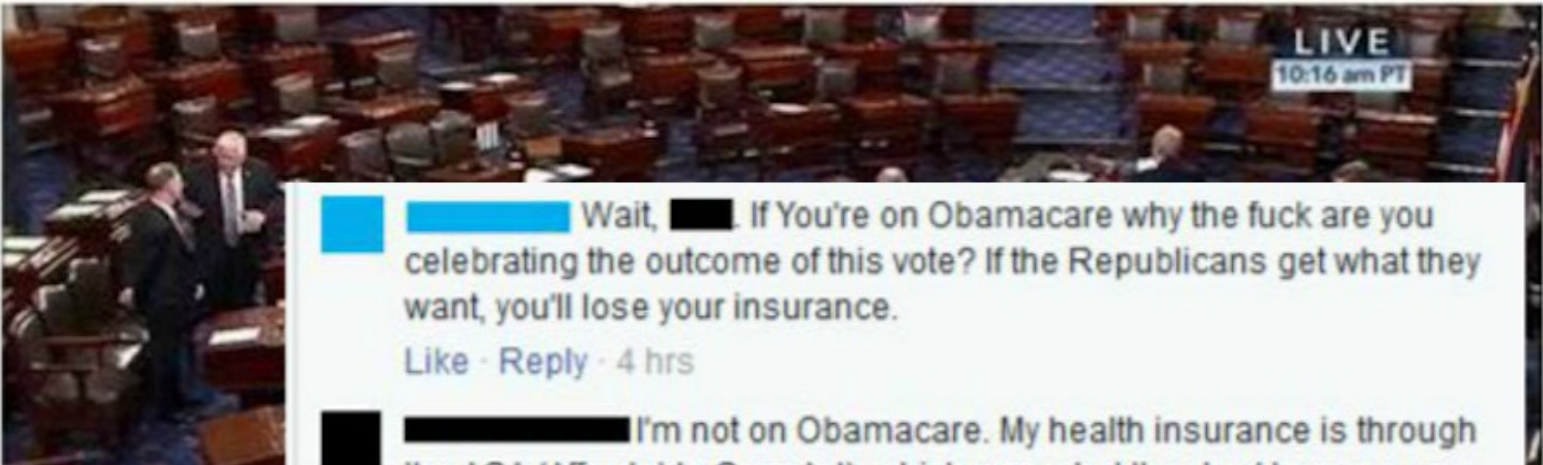 LIVE
10:16 am PT
Wait, . If You're on Obamacare why the fuck are you
celebrating the outcome of this vote? If the Republicans get what they
want, you'll lose your insurance.
Like · Reply · 4 hrs
I'm not on Obamacare. My health insurance is through